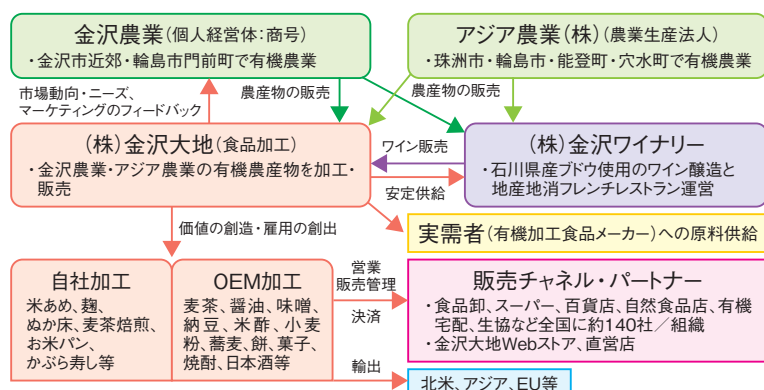 金沢農業(個人経営体:商号)
・金沢市近郊・輪島市門前町で有機農業
アジア農業(株)(農業生産法人)
・珠洲市・輪島市・能登町・穴水町で有機農業
市場動向・ニーズ、
マーケティングのフィードバック
農産物の販売
農産物の販売
(株)金沢大地(食品加工)
・金沢農業・アジア農業の有機農産物を加工・
販売
ワイン販売
安定供給
(株)金沢ワイナリー
・石川県産ブドウ使用のワイン醸造と
地産地消フレンチレストラン運営
実需者(有機加工食品メーカー)への原料供給
価値の創造・雇用の創出
自社加工
米あめ、麹、
ぬか床、麦茶焙煎、
お米パン、
かぶら寿し等
OEM加工
麦茶、醤油、味噌、
納豆、米酢、小麦
粉、蕎麦、餅、菓子、
焼酎、日本酒等
営業
販売管理
決済
販売チャネル・パートナー
・食品卸、スーパー、百貨店、自然食品店、有機
宅配、生協など全国に約140社/組織
・金沢大地Webストア、直営店
輸出
北米、アジア、EU等